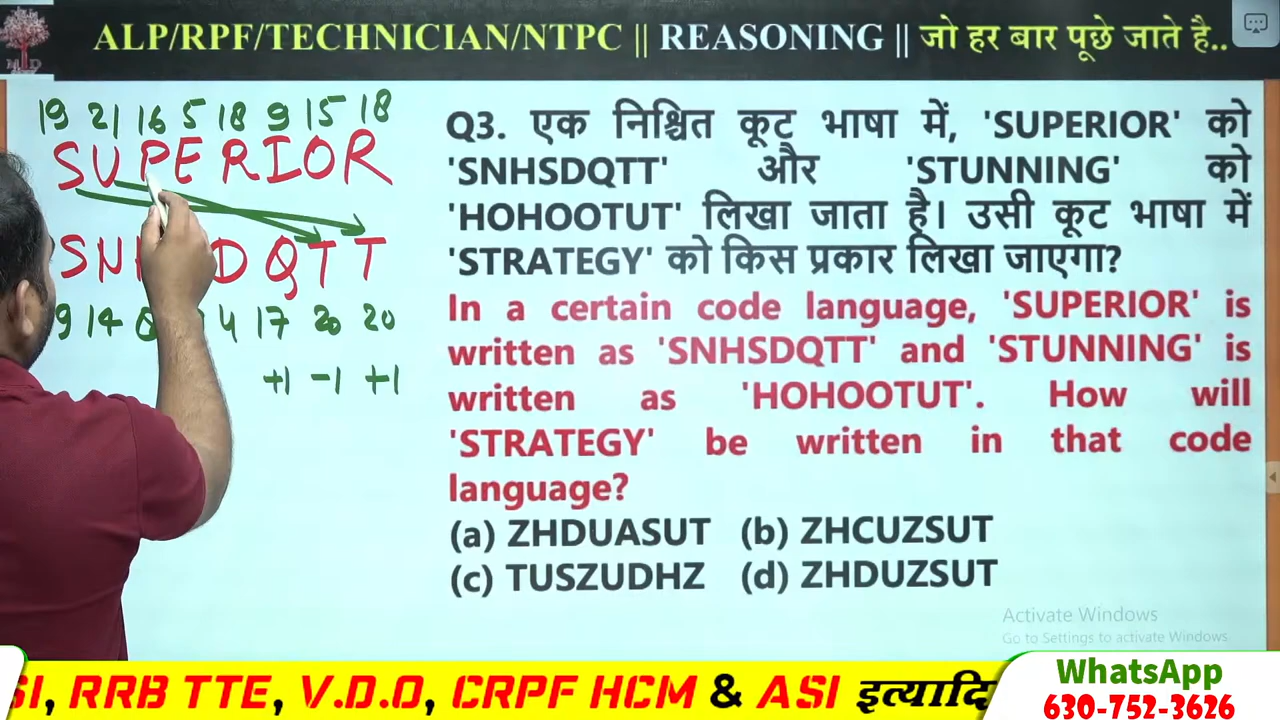 ALP/RPF/TECHNICIAN/NTPC || REASONING || जो हर बार पूछे जाते है..
19 21 16 5 18 9 15 18
SUPERIOR
SNH DQTT
9 14 4 17 20 20
+1 -1 +1
Q3. एक निश्चित कूट भाषा में, 'SUPERIOR' को
'SNHSDQTT' और 'STUNNING' को
'HOHOOTUT' लिखा जाता है। उसी कूट भाषा में
'STRATEGY' को किस प्रकार लिखा जाएगा?
In a certain code language, 'SUPERIOR' is
written as 'SNHSDQTT' and 'STUNNING' is
written as 'HOHOOTUT'. How will
'STRATEGY' be written in that code
language?
(a) ZHDUASUT (b) ZHCUZSUT
(c) TUSZUDHZ (d) ZHDUZSUT
Activate Windows
Go to Settings to activate Windows
SI, RRB TTE, V.D.O, CRPF HCM & ASI इत्यादि
WhatsApp
630-752-3626